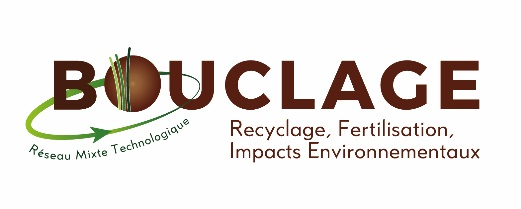 BOUCLAGE
Réseau Mixte Technologique
Recyclage, Fertilisation,
Impacts Environnementaux